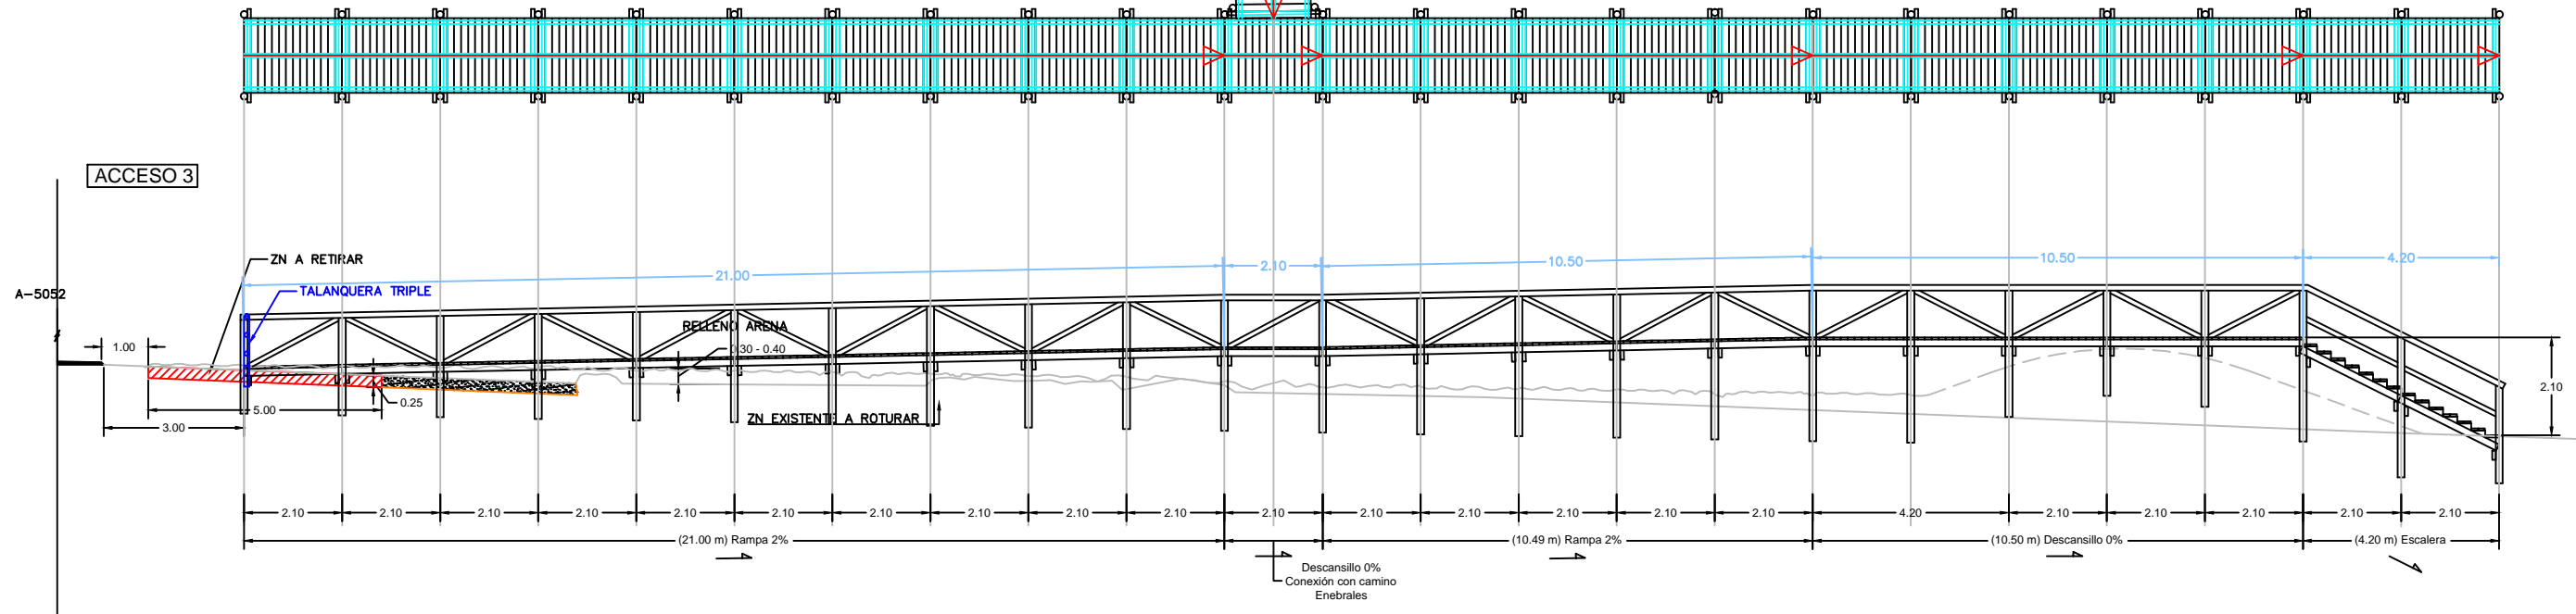 ACCESO 3
ZN A RETIRAR
TALANQUERA TRIPLE
A-5052
21.00
2.10
10.50
10.50
4.20
RELLENO ARENA
0.30 - 0.40
1.00
0.25
5.00
3.00
ZN EXISTENTE A ROTURAR
2.10
2.10 2.10 2.10 2.10 2.10 2.10 2.10 2.10 2.10 2.10 2.10 2.10 2.10 2.10 2.10 2.10 4.20 2.10 2.10 2.10 2.10 2.10
(21.00 m) Rampa 2%
(10.49 m) Rampa 2%
(10.50 m) Descansillo 0%
(4.20 m) Escalera
Descansillo 0%
Conexión con camino
Enebrales